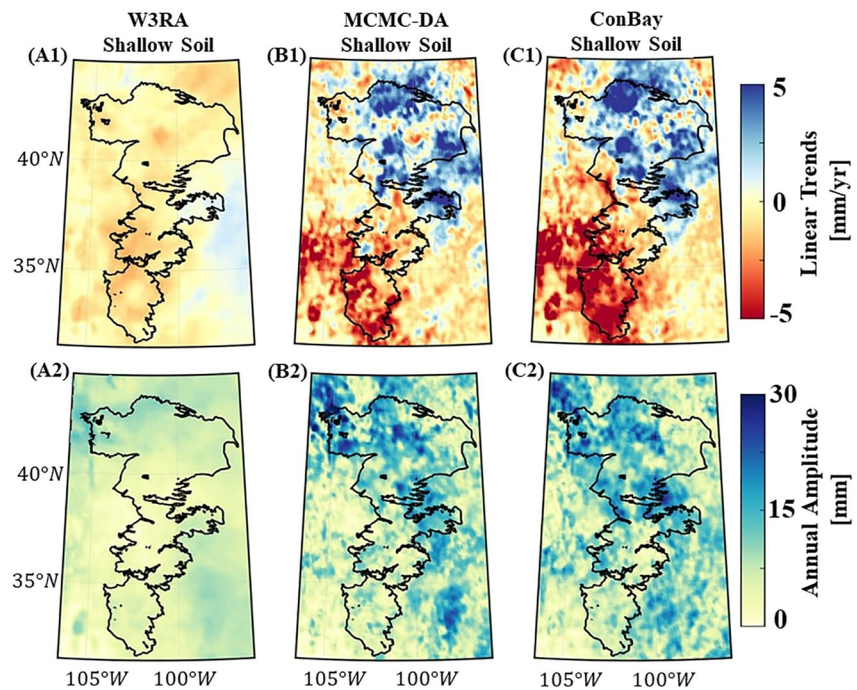 W3RA
Shallow Soil
MCMC-DA
Shallow Soil
ConBay
Shallow Soil
(A1)
(B1)
(C1)
40°N
35°N
5
0
-5
Linear Trends
[mm/yr]
(A2)
(B2)
(C2)
40°N
35°N
30
15
0
Annual Amplitude
[mm]
105°W 100°W
105°W 100°W
105°W 100°W